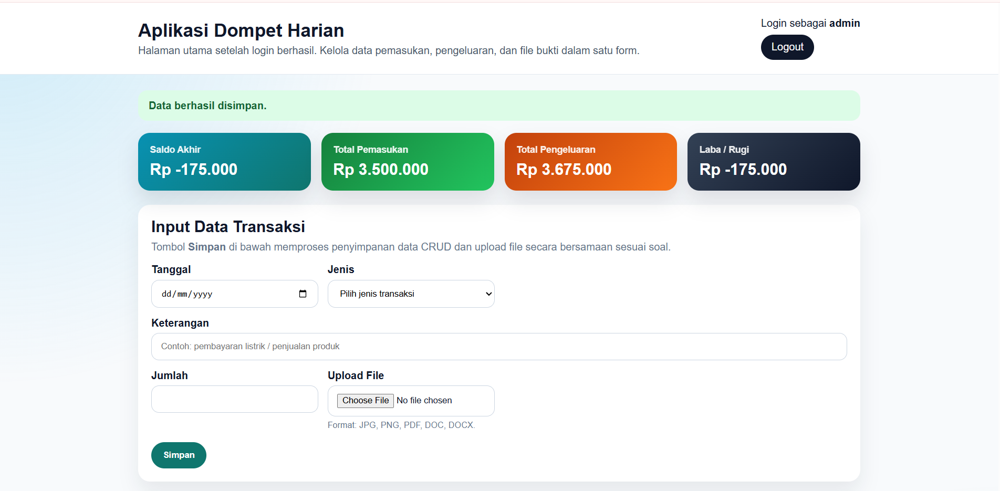 Aplikasi Dompet Harian
Halaman utama setelah login berhasil. Kelola data pemasukan, pengeluaran, dan file bukti dalam satu form.
Login sebagai admin
Logout
Data berhasil disimpan.
Saldo Akhir
Rp -175.000
Total Pemasukan
Rp 3.500.000
Total Pengeluaran
Rp 3.675.000
Laba / Rugi
Rp -175.000
Input Data Transaksi
Tombol Simpan di bawah memproses penyimpanan data CRUD dan upload file secara bersamaan sesuai soal.
Tanggal
dd/mm/yyyy
Jenis
Pilih jenis transaksi
Keterangan
Contoh: pembayaran listrik / penjualan produk
Jumlah
Upload File
Choose File No file chosen
Format: JPG, PNG, PDF, DOC, DOCX.
Simpan